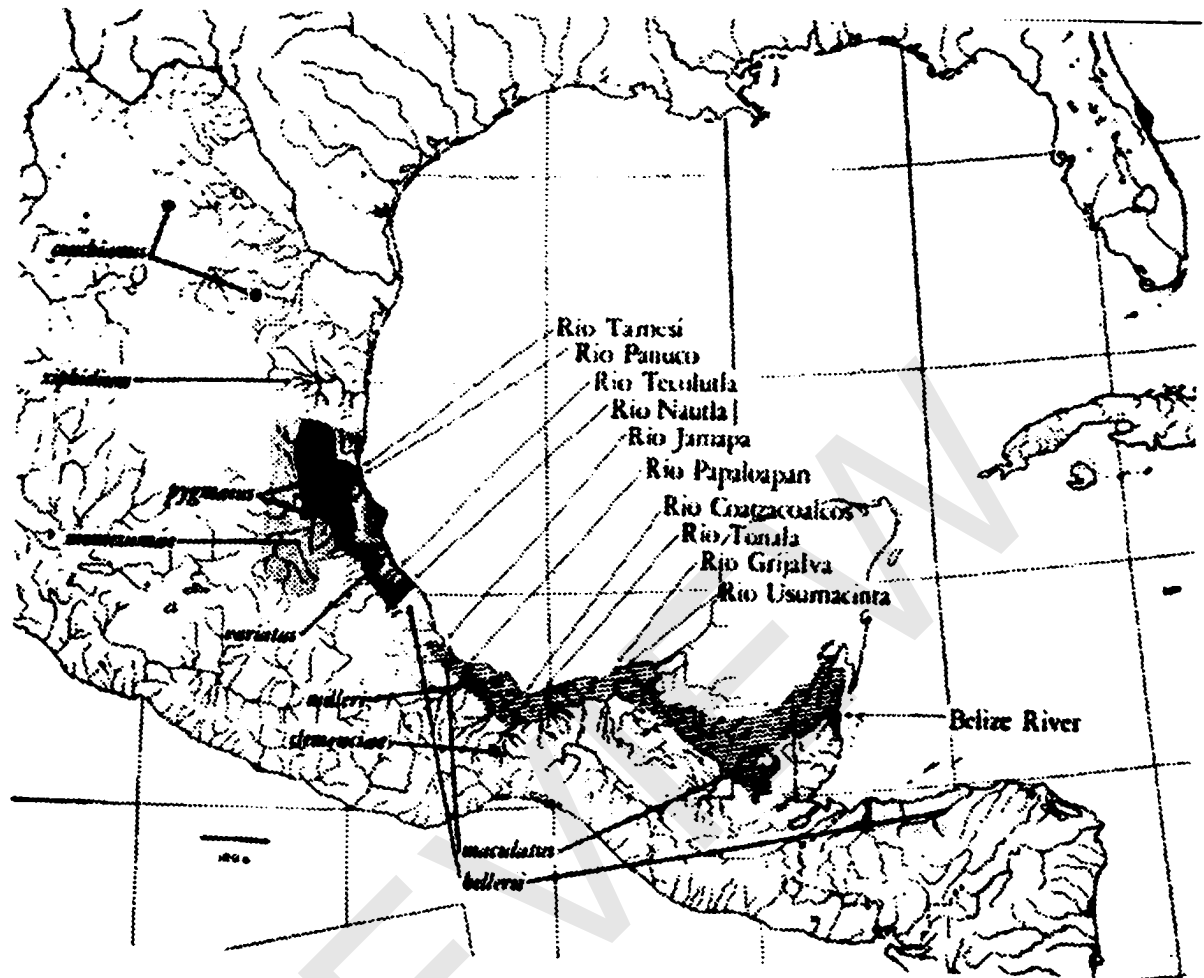 Rio Tamesí
Rio Panuco
Rio Tecolutla
Rio Nautla
Rio Jamapa
Rio Papaloapan
Rio Coatzacoalcos
Rio Tonala
Rio Grijalva
Rio Usumacinta
xiphidium
pygmaeus
montezumae
variatus
milleri
clemenciae
Belize River
maculatus
helleri